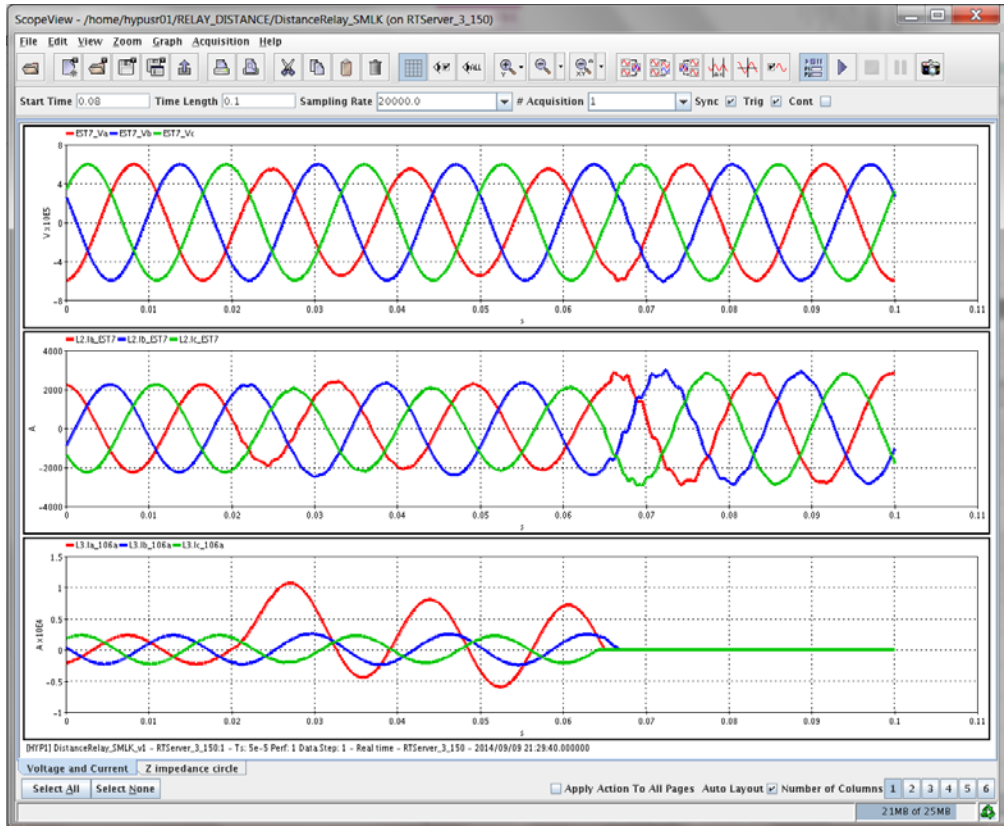 ScopeView - /home/hypusr01/RELAY_DISTANCE/DistanceRelay_SMLK (on RTServer_3_150)
File Edit View Zoom Graph Acquisition Help
Start Time 0.08 Time Length 0.1 Sampling Rate 20000.0 # Acquisition 1 Sync Trig Cont
EST7_Va EST7_Vb EST7_Vc
8
4
0
-4
-8
V x10E5
0 0.01 0.02 0.03 0.04 0.05 0.06 0.07 0.08 0.09 0.1 0.11
s
L2.Ia_EST7 L2.Ib_EST7 L2.Ic_EST7
4000
2000
0
-2000
-4000
A
0 0.01 0.02 0.03 0.04 0.05 0.06 0.07 0.08 0.09 0.1 0.11
s
L3.Ia_106a L3.Ib_106a L3.Ic_106a
1.5
1
0.5
0
-0.5
-1
A x10E4
0 0.01 0.02 0.03 0.04 0.05 0.06 0.07 0.08 0.09 0.1 0.11
s
[HYP1] DistanceRelay_SMLK_v1 - RTServer_3_150:1 - Ts: 5e-5 Perf: 1 Data Step: 1 - Real time - RTServer_3_150 - 2014/09/09 21:29:40.000000
Voltage and Current Z impedance circle
Select All Select None Apply Action To All Pages Auto Layout Number of Columns 1 2 3 4 5 6
21MB of 25MB